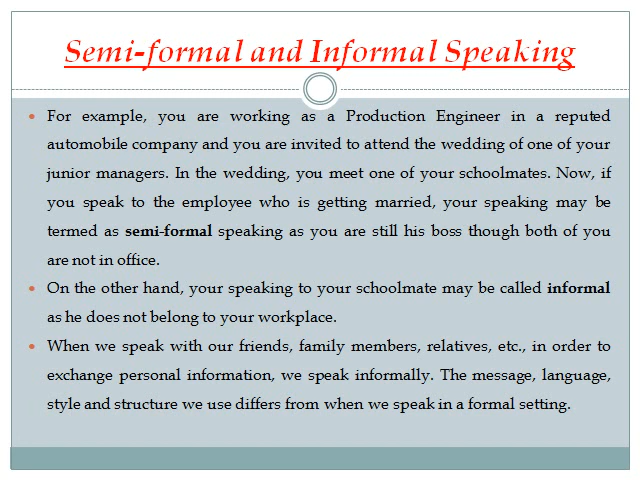 Semi-formal and Informal Speaking
• For example, you are working as a Production Engineer in a reputed
automobile company and you are invited to attend the wedding of one of your
junior managers. In the wedding, you meet one of your schoolmates. Now, if
you speak to the employee who is getting married, your speaking may be
termed as semi-formal speaking as you are still his boss though both of you
are not in office.
• On the other hand, your speaking to your schoolmate may be called informal
as he does not belong to your workplace.
• When we speak with our friends, family members, relatives, etc., in order to
exchange personal information, we speak informally. The message, language,
style and structure we use differs from when we speak in a formal setting.